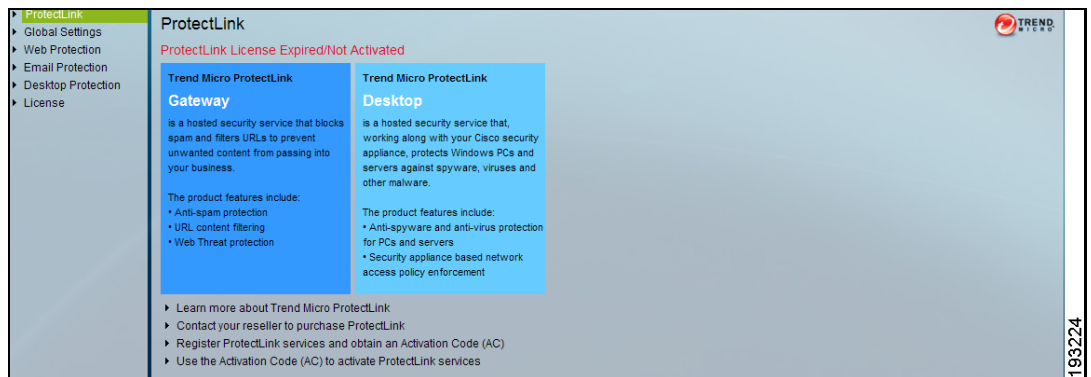 ProtectLink
Global Settings
Web Protection
Email Protection
Desktop Protection
License
ProtectLink
TREND
MICRO
ProtectLink License Expired/Not Activated
Trend Micro ProtectLink
Gateway
is a hosted security service that blocks
spam and filters URLs to prevent
unwanted content from passing into
your business.
The product features include:
• Anti-spam protection
• URL content filtering
• Web Threat protection
Trend Micro ProtectLink
Desktop
is a hosted security service that,
working along with your Cisco security
appliance, protects Windows PCs and
servers against spyware, viruses and
other malware.
The product features include:
• Anti-spyware and anti-virus protection
for PCs and servers
• Security appliance based network
access policy enforcement
Learn more about Trend Micro ProtectLink
Contact your reseller to purchase ProtectLink
Register ProtectLink services and obtain an Activation Code (AC)
Use the Activation Code (AC) to activate ProtectLink services
193224